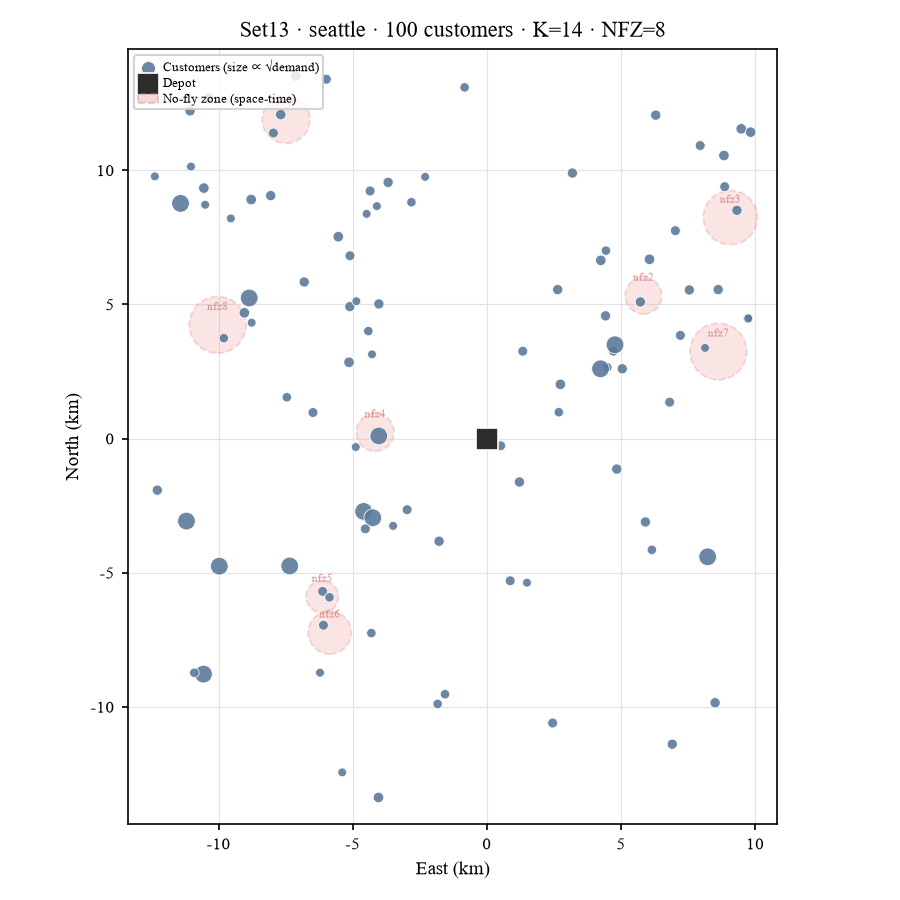 Set13 · seattle · 100 customers · K=14 · NFZ=8
Customers (size ∝ √demand)
Depot
No-fly zone (space-time)
nfz3
nfz2
nfz8
nfz7
nfz4
nfz5
nfz6
10
5
0
-5
-10
North (km)
-10
-5
0
5
10
East (km)